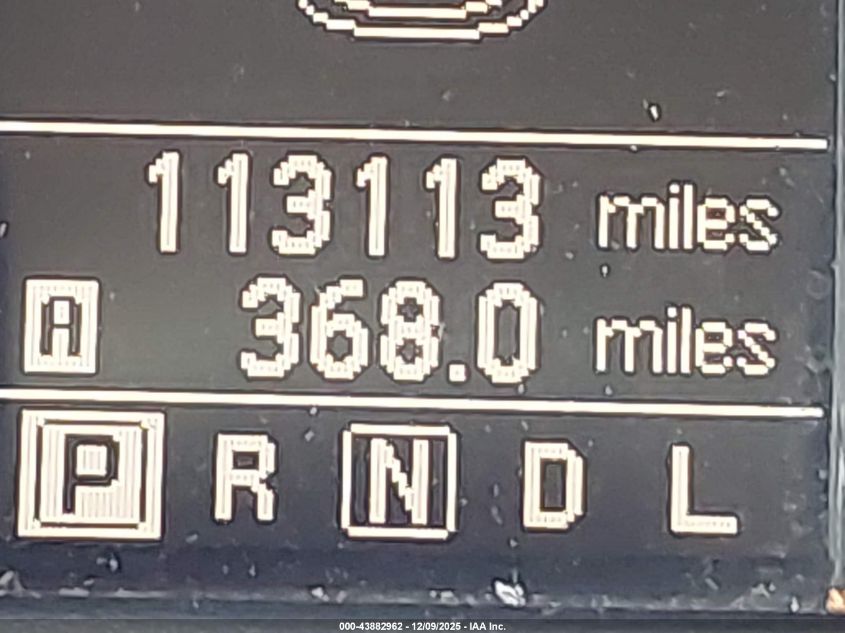 113113 miles
A 368.0 miles
P R N D L
000-43882962 - 12/09/2025 - IAA Inc.